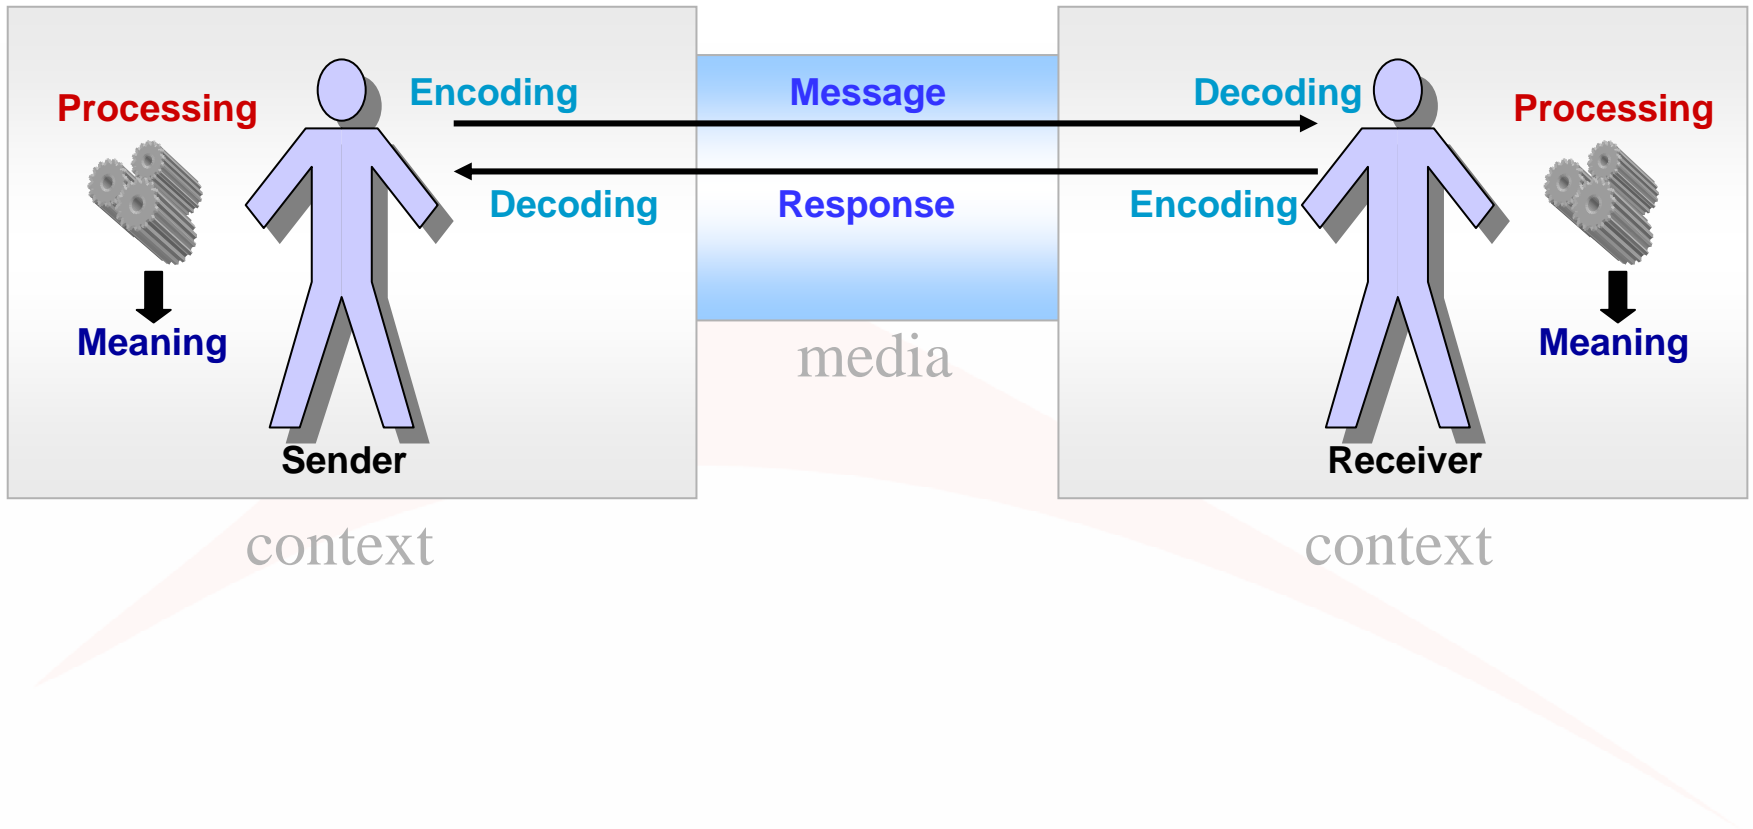 Processing
Encoding
Message
Decoding
Processing
Decoding
Response
Encoding
Meaning
media
Meaning
Sender
Receiver
context
context